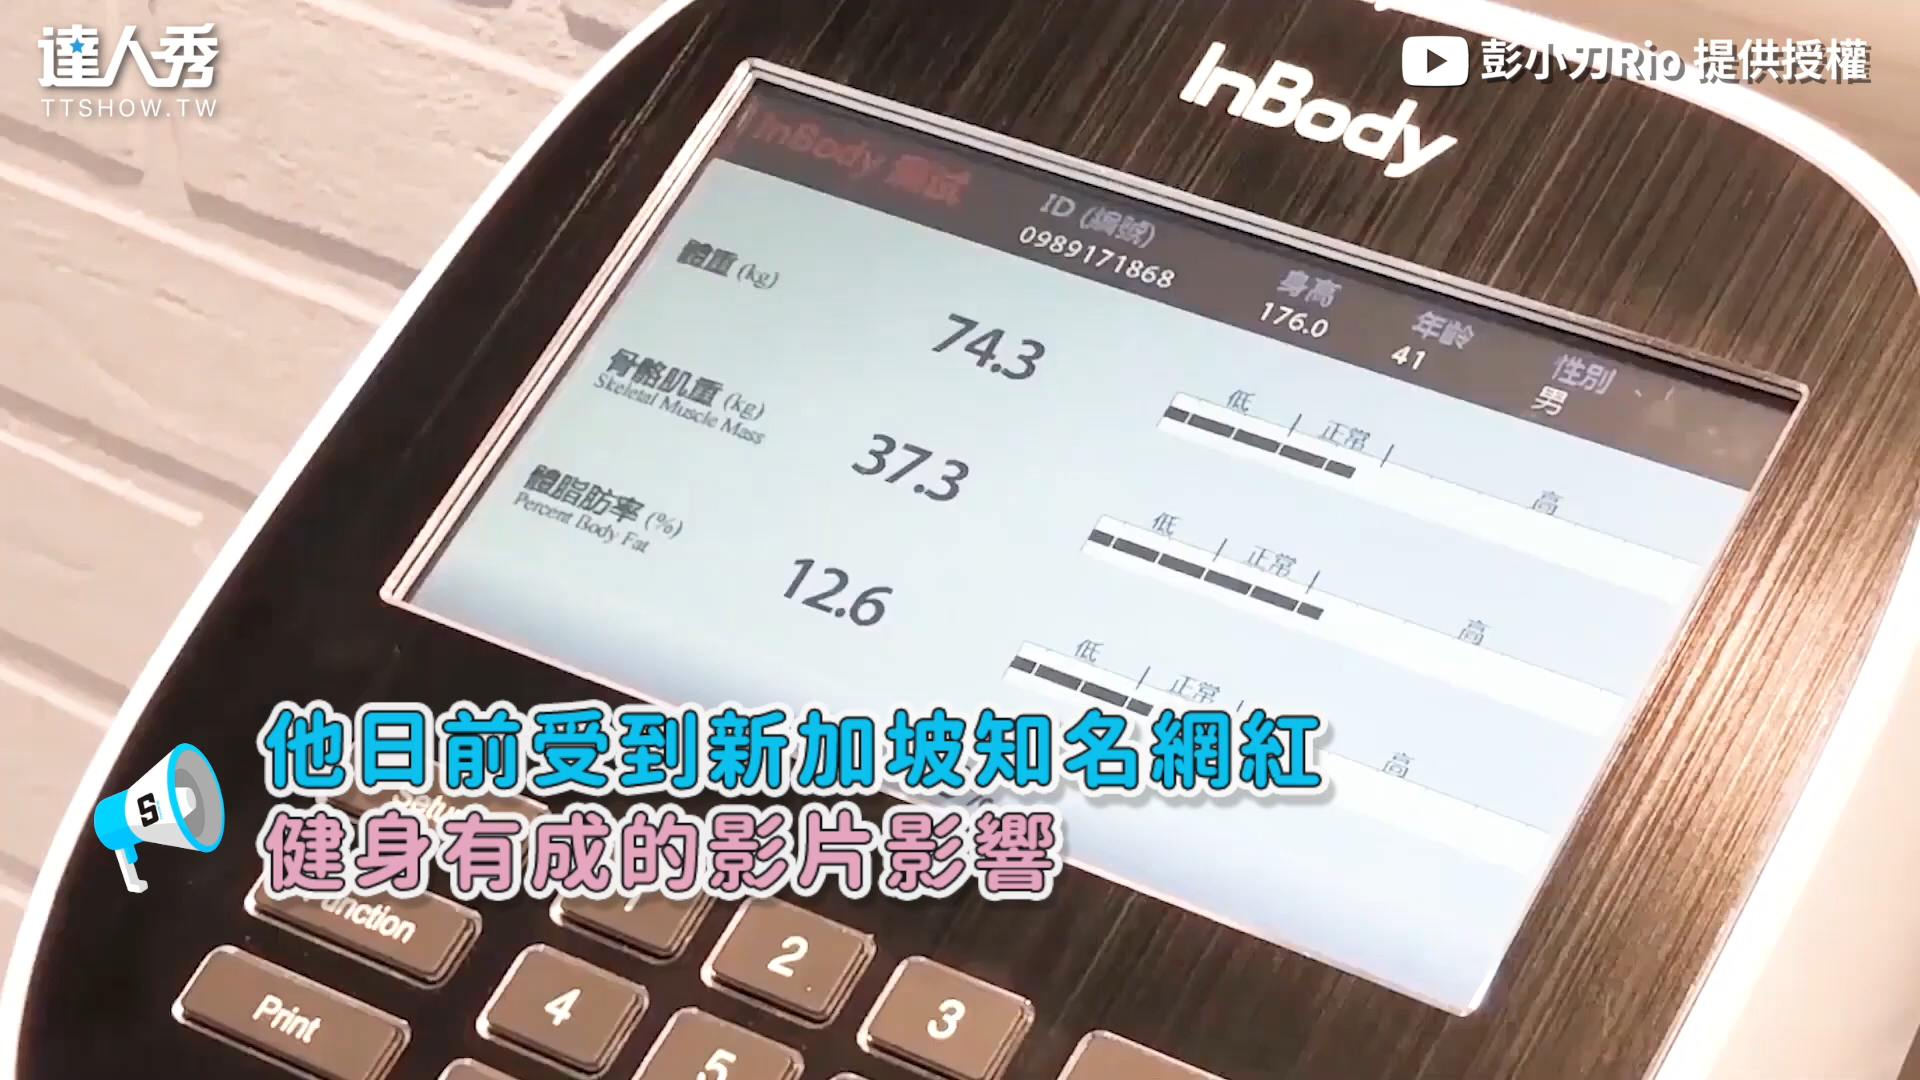 達人秀
TTSHOW.TW
彭小刀Rio 提供授權
InBody
InBody 測試
ID (編號)
0989171868
身高
176.0
年齡
41
性別
男
體重 (kg)
74.3
低 正常 高
骨骼肌重 (kg)
Skeletal Muscle Mass
37.3
低 正常 高
體脂肪率 (%)
Percent Body Fat
12.6
低 正常 高
他日前受到新加坡知名網紅
健身有成的影片影響
S
Function
1
2
3
Print
4
5